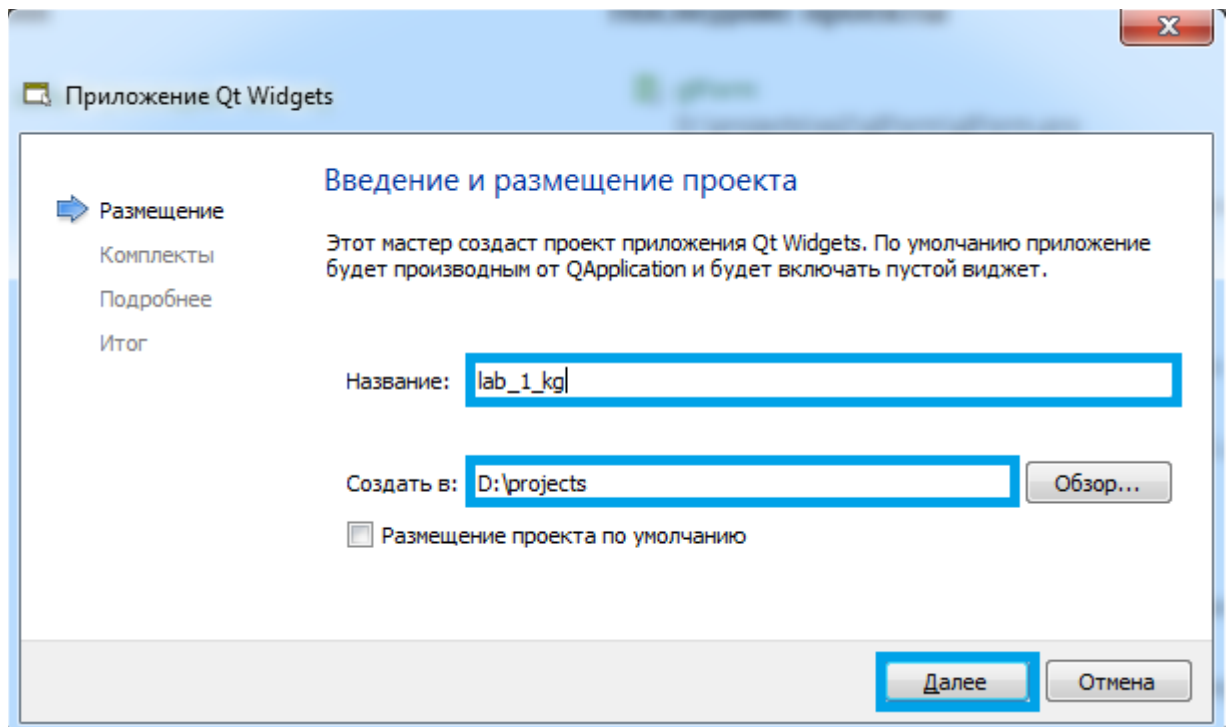 Приложение Qt Widgets
Введение и размещение проекта
Размещение
Комплекты
Подробнее
Итог
Этот мастер создаст проект приложения Qt Widgets. По умолчанию приложение
будет производным от QApplication и будет включать пустой виджет.
Название: lab_1_kg
Создать в: D:\projects Обзор...
Размещение проекта по умолчанию
Далее Отмена